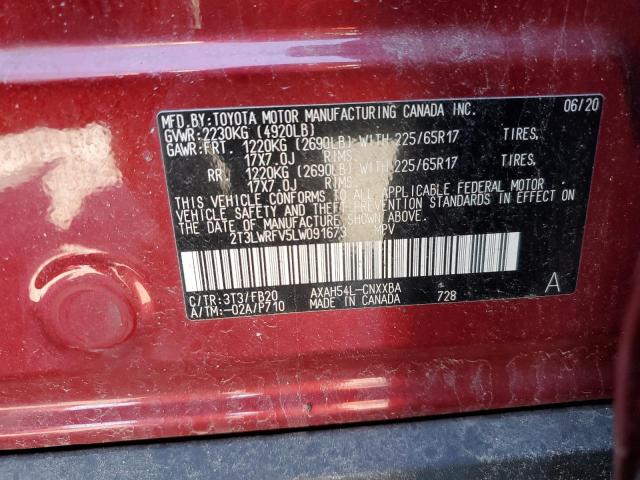 MFD.BY:TOYOTA MOTOR MANUFACTURING CANADA INC. 06/20
GVWR:2230KG (4920LB)
GAWR:FRT. 1220KG (2690LB) WITH 225/65R17 TIRES,
17X7.0J RIMS
RR. 1220KG (2690LB) WITH 225/65R17 TIRES,
17X7.0J RIMS
THIS VEHICLE CONFORMS TO ALL APPLICABLE FEDERAL MOTOR
VEHICLE SAFETY STANDARDS IN EFFECT ON
THE DATE OF MANUFACTURE SHOWN ABOVE.
2T3LWRFV5LW091673 MPV
C/TR:3T3/FB20 AXAH54L-CNXXBA
A/TM:-02A/P710 MADE IN CANADA 728 A